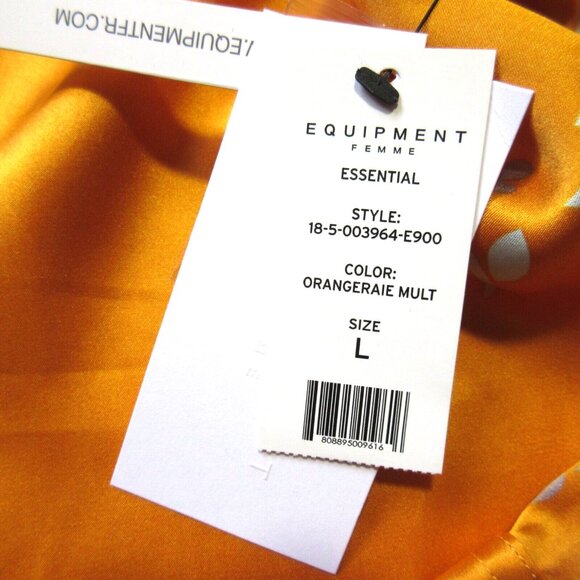 .EQUIPMENTFR.COM
EQUIPMENT
FEMME
ESSENTIAL
STYLE:
18-5-003964-E900
COLOR:
ORANGERAIE MULT
SIZE
L
808895009616